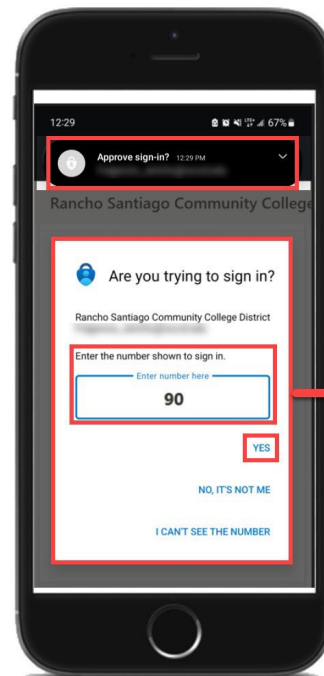 12:29 67%
Approve sign-in? 12:29 PM
Rancho Santiago Community College
Are you trying to sign in?
Rancho Santiago Community College District
Enter the number shown to sign in.
Enter number here
90
YES
NO, IT'S NOT ME
I CAN'T SEE THE NUMBER